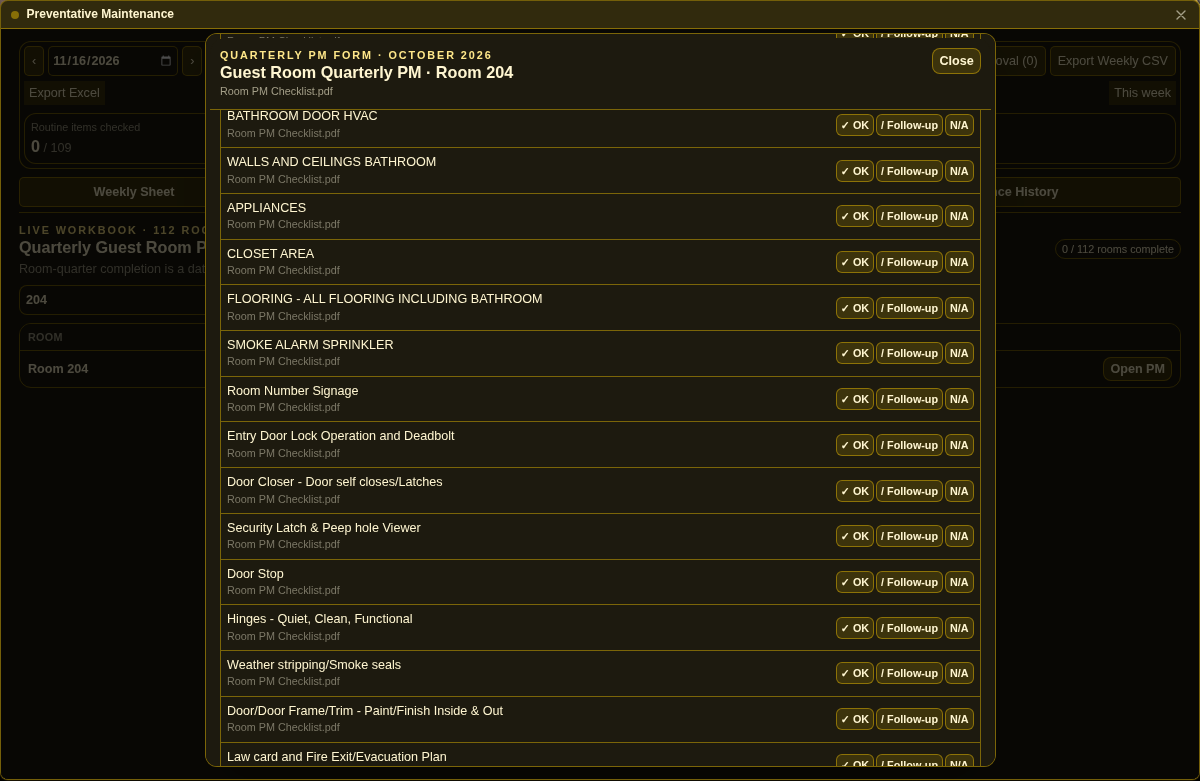 Preventative Maintenance
×
‹
11/16/2026
›
oval (0)
Export Weekly CSV
Export Excel
This week
Routine items checked
0 / 109
Weekly Sheet
nce History
LIVE WORKBOOK · 112 ROO
Quarterly Guest Room P
Room-quarter completion is a dat
0 / 112 rooms complete
204
ROOM
Room 204
Open PM
✓ OK / Follow-up N/A
QUARTERLY PM FORM · OCTOBER 2026
Guest Room Quarterly PM · Room 204
Room PM Checklist.pdf
Close
BATHROOM DOOR HVAC
Room PM Checklist.pdf
✓ OK / Follow-up N/A
WALLS AND CEILINGS BATHROOM
Room PM Checklist.pdf
✓ OK / Follow-up N/A
APPLIANCES
Room PM Checklist.pdf
✓ OK / Follow-up N/A
CLOSET AREA
Room PM Checklist.pdf
✓ OK / Follow-up N/A
FLOORING - ALL FLOORING INCLUDING BATHROOM
Room PM Checklist.pdf
✓ OK / Follow-up N/A
SMOKE ALARM SPRINKLER
Room PM Checklist.pdf
✓ OK / Follow-up N/A
Room Number Signage
Room PM Checklist.pdf
✓ OK / Follow-up N/A
Entry Door Lock Operation and Deadbolt
Room PM Checklist.pdf
✓ OK / Follow-up N/A
Door Closer - Door self closes/Latches
Room PM Checklist.pdf
✓ OK / Follow-up N/A
Security Latch & Peep hole Viewer
Room PM Checklist.pdf
✓ OK / Follow-up N/A
Door Stop
Room PM Checklist.pdf
✓ OK / Follow-up N/A
Hinges - Quiet, Clean, Functional
Room PM Checklist.pdf
✓ OK / Follow-up N/A
Weather stripping/Smoke seals
Room PM Checklist.pdf
✓ OK / Follow-up N/A
Door/Door Frame/Trim - Paint/Finish Inside & Out
Room PM Checklist.pdf
✓ OK / Follow-up N/A
Law card and Fire Exit/Evacuation Plan
✓ OK / Follow-up N/A